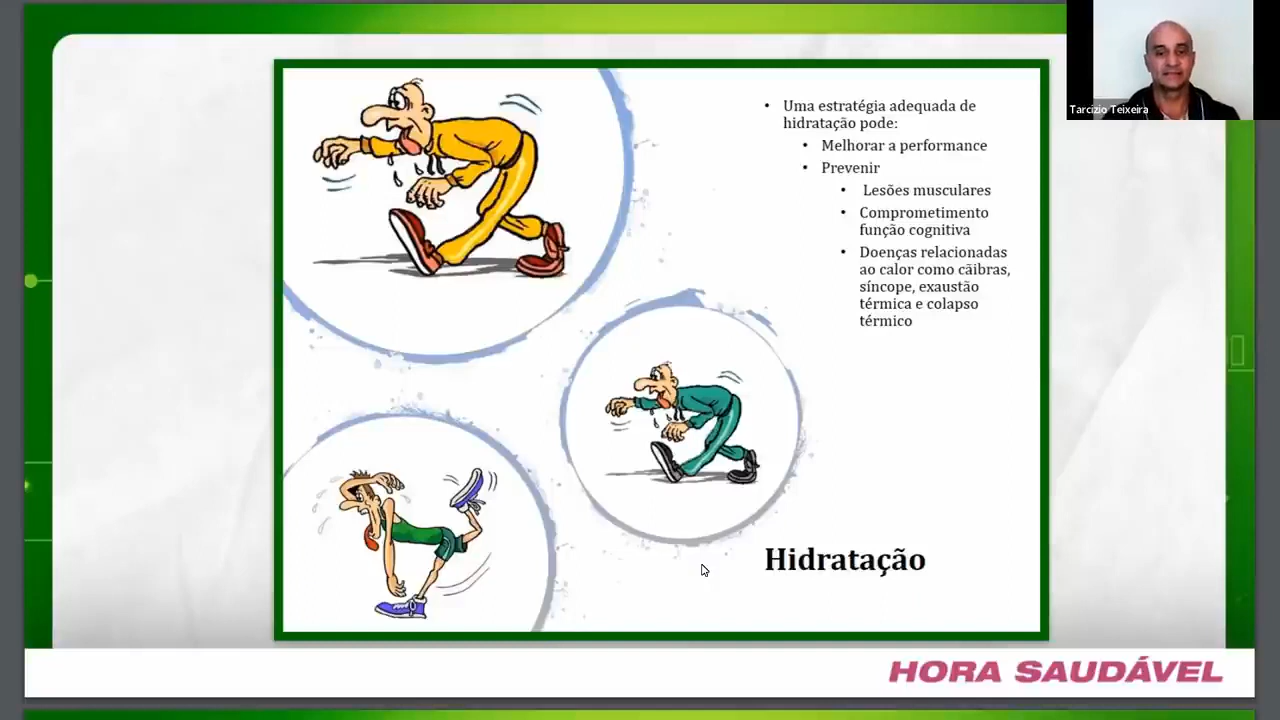 Tarcizio Teixeira
• Uma estratégia adequada de
hidratação pode:
• Melhorar a performance
• Prevenir
• Lesões musculares
• Comprometimento
função cognitiva
• Doenças relacionadas
ao calor como cãibras,
síncope, exaustão
térmica e colapso
térmico
Hidratação
HORA SAUDÁVEL